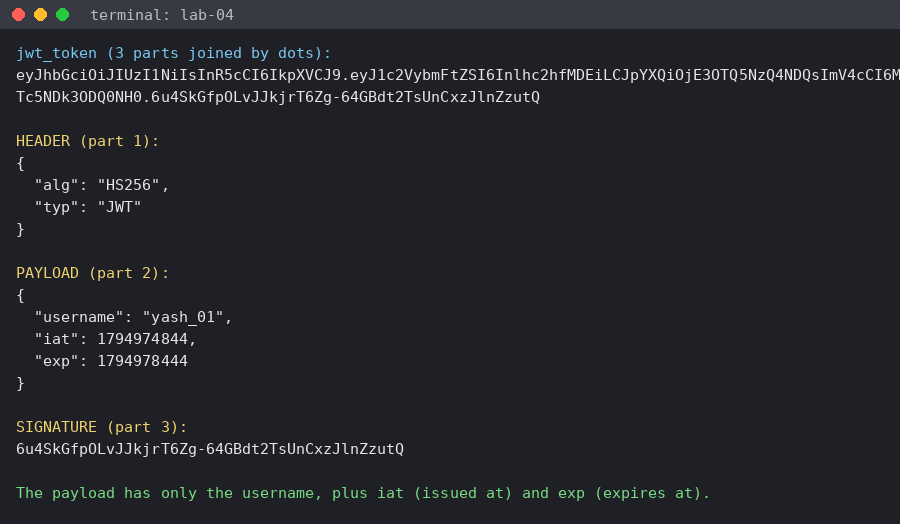 terminal: lab-04
jwt_token (3 parts joined by dots):
eyJhbGciOiJIUzI1NiIsInR5cCI6IkpXVCJ9.eyJ1c2VybmFtZSI6Inlhc2hfMDEiLCJpYXQiOjE3OTQ5NzQ4NDQsImV4cCI6M
Tc5NDk3ODQ0NH0.6u4SkGfpOLvJJkjrT6Zg-64GBdt2TsUnCxzJlnZzutQ
HEADER (part 1):
{
  "alg": "HS256",
  "typ": "JWT"
}
PAYLOAD (part 2):
{
  "username": "yash_01",
  "iat": 1794974844,
  "exp": 1794978444
}
SIGNATURE (part 3):
6u4SkGfpOLvJJkjrT6Zg-64GBdt2TsUnCxzJlnZzutQ
The payload has only the username, plus iat (issued at) and exp (expires at).